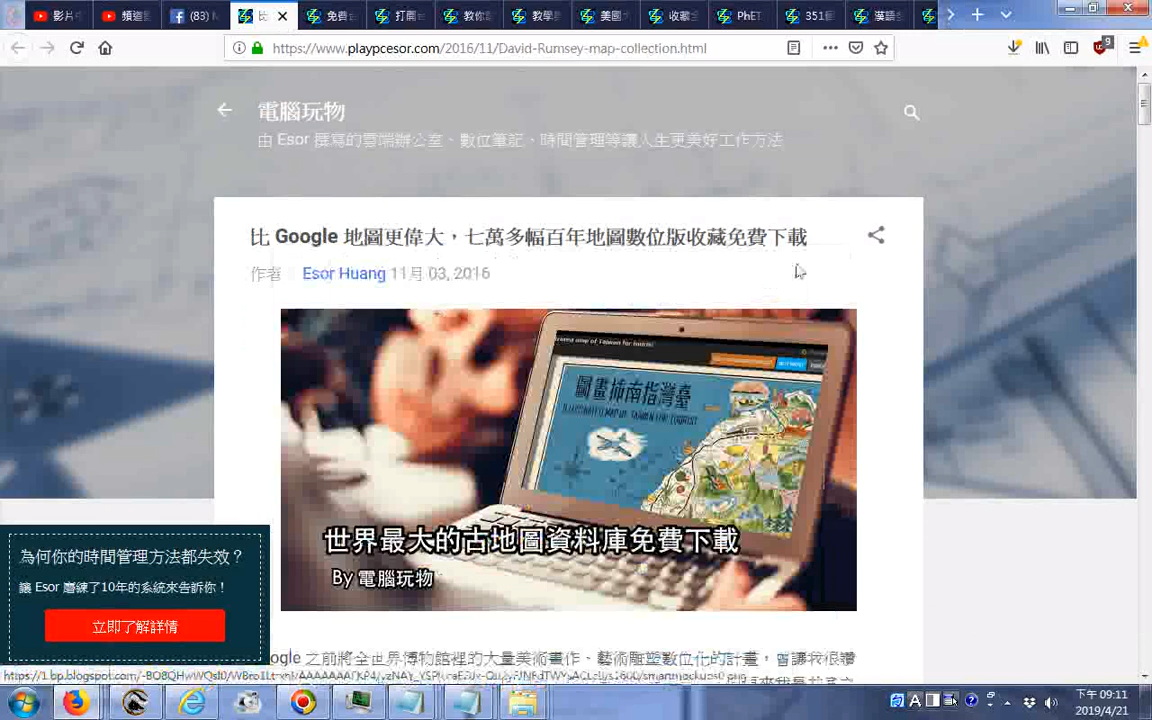 影片
頻道
(83)
比
免費
打開
教你
教學
美國
收藏
PhET
351
漢語
https://www.playpcesor.com/2016/11/David-Rumsey-map-collection.html
9
電腦玩物
由 Esor 撰寫的雲端辦公室、數位筆記、時間管理等讓人生更美好工作方法
比 Google 地圖更偉大，七萬多幅百年地圖數位版收藏免費下載
作者 Esor Huang 11月 03, 2016
臺灣指南插畫圖
世界最大的古地圖資料庫免費下載
By 電腦玩物
為何你的時間管理方法都失效？
讓 Esor 磨練了10年的系統來告訴你！
立即了解詳情
之前將全世界博物館裡的大量美術畫作、藝術雕塑數位化的計畫，曾讓我很讚
下午 09:11
2019/4/21